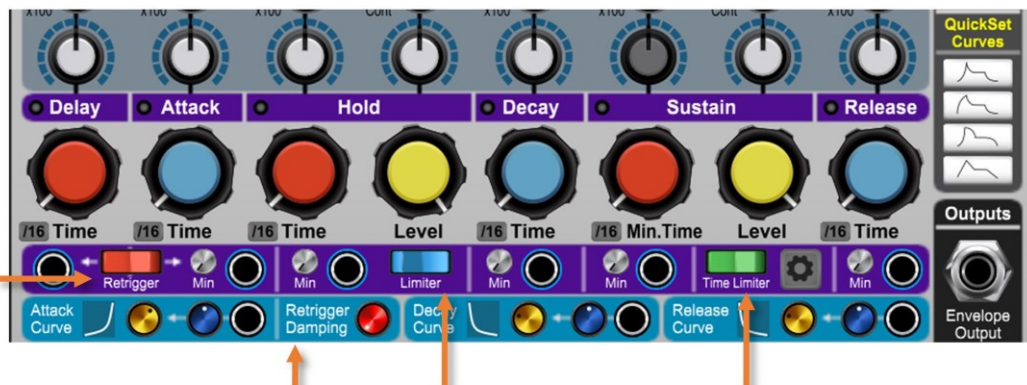 x100 x100 x100 Cont x100 x100 Cont x100
QuickSet
Curves
Delay Attack Hold Decay Sustain Release
/16 Time /16 Time /16 Time Level /16 Time /16 Min.Time Level /16 Time
Outputs
Retrigger Min Min Limiter Min Min Time Limiter Min
Attack
Curve
Retrigger
Damping
Decay
Curve
Release
Curve
Envelope
Output